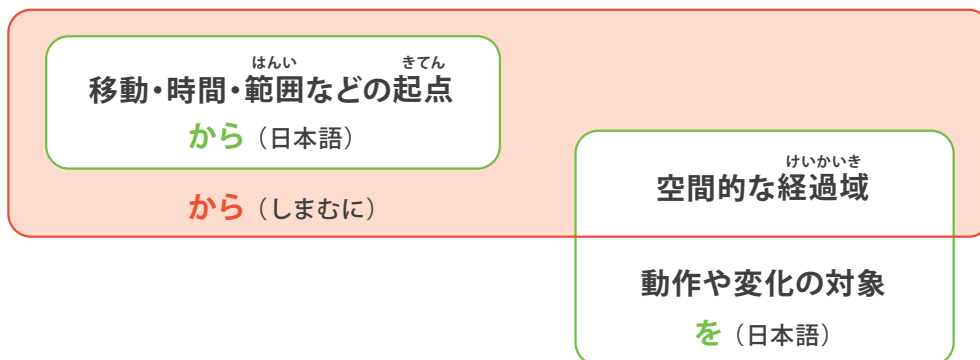 はんい きてん
移動・時間・範囲などの起点
から（日本語）
から（しまむに）
けいかいき
空間的な経過域
動作や変化の対象
を（日本語）